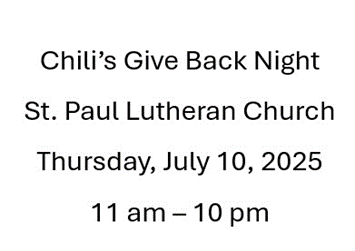 Chili’s Give Back Night
St. Paul Lutheran Church
Thursday, July 10, 2025
11 am – 10 pm